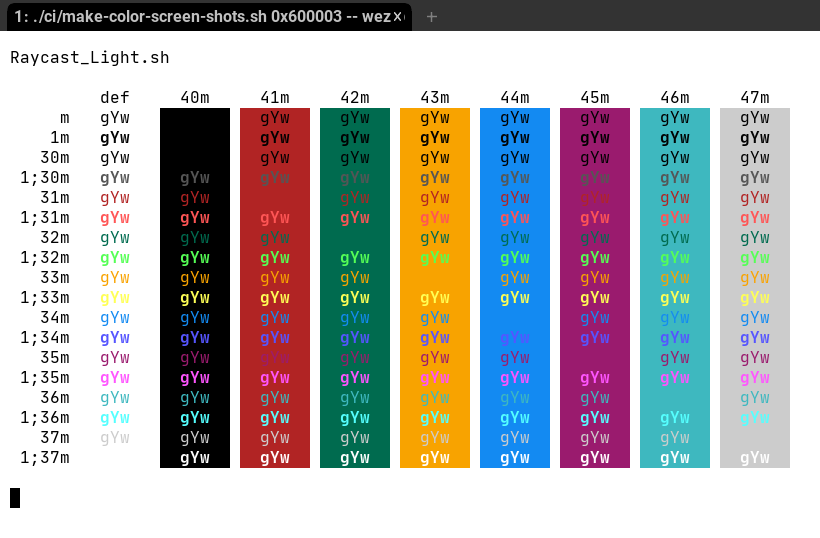 1: ./ci/make-color-screen-shots.sh 0x600003 -- wez
Raycast_Light.sh
def 40m 41m 42m 43m 44m 45m 46m 47m
m gYw gYw gYw gYw gYw gYw gYw gYw
1m gYw gYw gYw gYw gYw gYw gYw gYw
30m gYw gYw gYw gYw gYw gYw gYw gYw
1;30m gYw gYw gYw gYw gYw gYw gYw gYw gYw
31m gYw gYw gYw gYw gYw gYw gYw gYw
1;31m gYw gYw gYw gYw gYw gYw gYw gYw gYw
32m gYw gYw gYw gYw gYw gYw gYw gYw
1;32m gYw gYw gYw gYw gYw gYw gYw gYw gYw
33m gYw gYw gYw gYw gYw gYw gYw gYw
1;33m gYw gYw gYw gYw gYw gYw gYw gYw gYw
34m gYw gYw gYw gYw gYw gYw gYw gYw
1;34m gYw gYw gYw gYw gYw gYw gYw gYw gYw
35m gYw gYw gYw gYw gYw gYw gYw gYw
1;35m gYw gYw gYw gYw gYw gYw gYw gYw gYw
36m gYw gYw gYw gYw gYw gYw gYw gYw
1;36m gYw gYw gYw gYw gYw gYw gYw gYw gYw
37m gYw gYw gYw gYw gYw gYw gYw gYw
1;37m gYw gYw gYw gYw gYw gYw gYw gYw